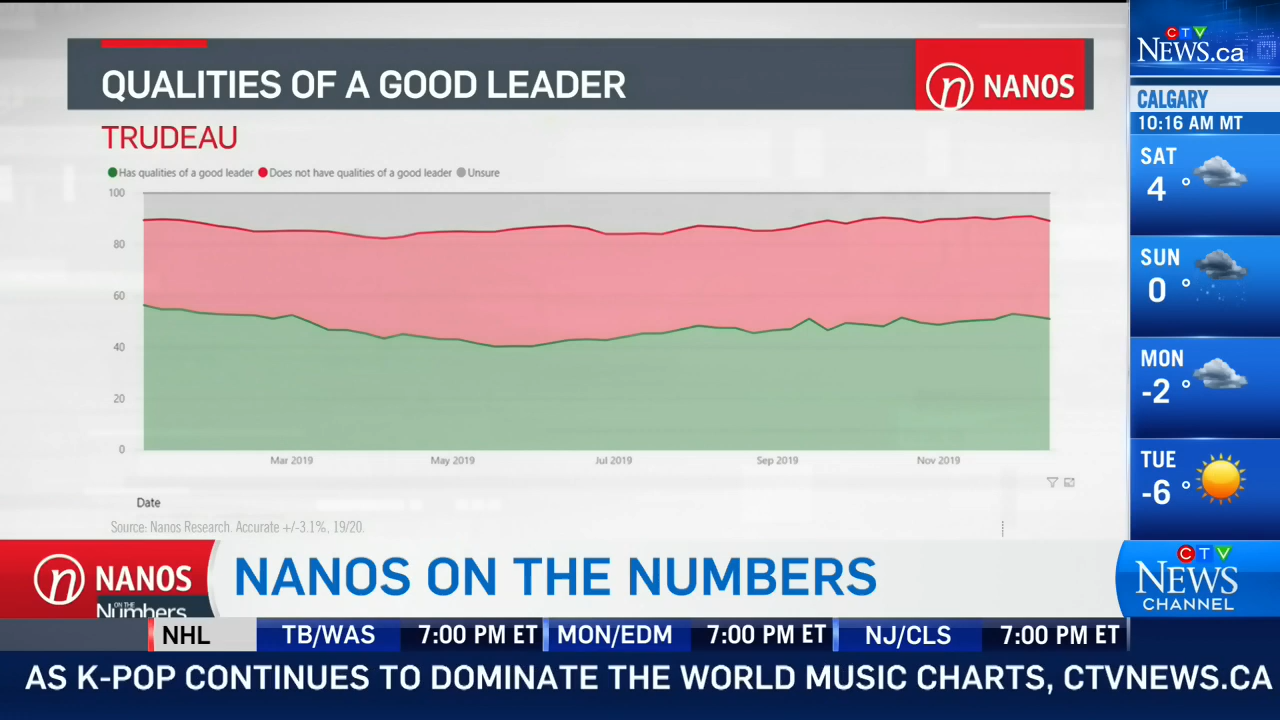 QUALITIES OF A GOOD LEADER
n NANOS
TRUDEAU
Has qualities of a good leader Does not have qualities of a good leader Unsure
100
80
60
40
20
0
Mar 2019 May 2019 Jul 2019 Sep 2019 Nov 2019
Date
Source: Nanos Research. Accurate +/-3.1%, 19/20.
CTV
NEWS.ca
CALGARY
10:16 AM MT
SAT
4°
SUN
0°
MON
-2°
TUE
-6°
n NANOS
ON THE
Numbers
NANOS ON THE NUMBERS
CTV
NEWS
CHANNEL
NHL TB/WAS 7:00 PM ET MON/EDM 7:00 PM ET NJ/CLS 7:00 PM ET
AS K-POP CONTINUES TO DOMINATE THE WORLD MUSIC CHARTS, CTVNEWS.CA